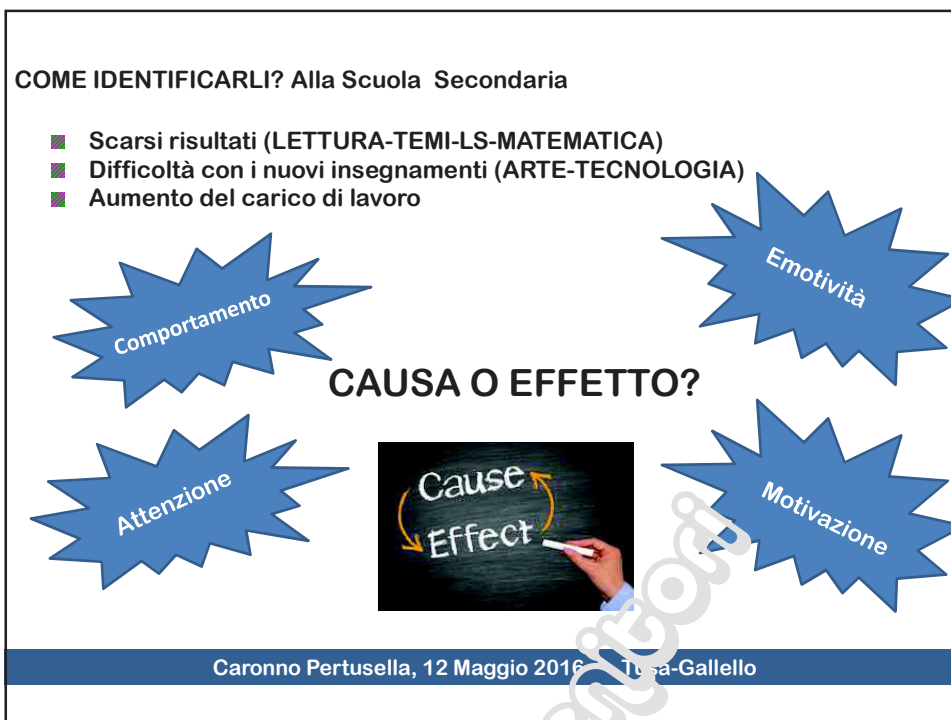 COME IDENTIFICARLI? Alla Scuola Secondaria
Scarsi risultati (LETTURA-TEMI-LS-MATEMATICA)
Difficoltà con i nuovi insegnamenti (ARTE-TECNOLOGIA)
Aumento del carico di lavoro
Comportamento
Emotività
CAUSA O EFFETTO?
Attenzione
Cause
Effect
Motivazione
Caronno Pertusella, 12 Maggio 2016 -Gallello